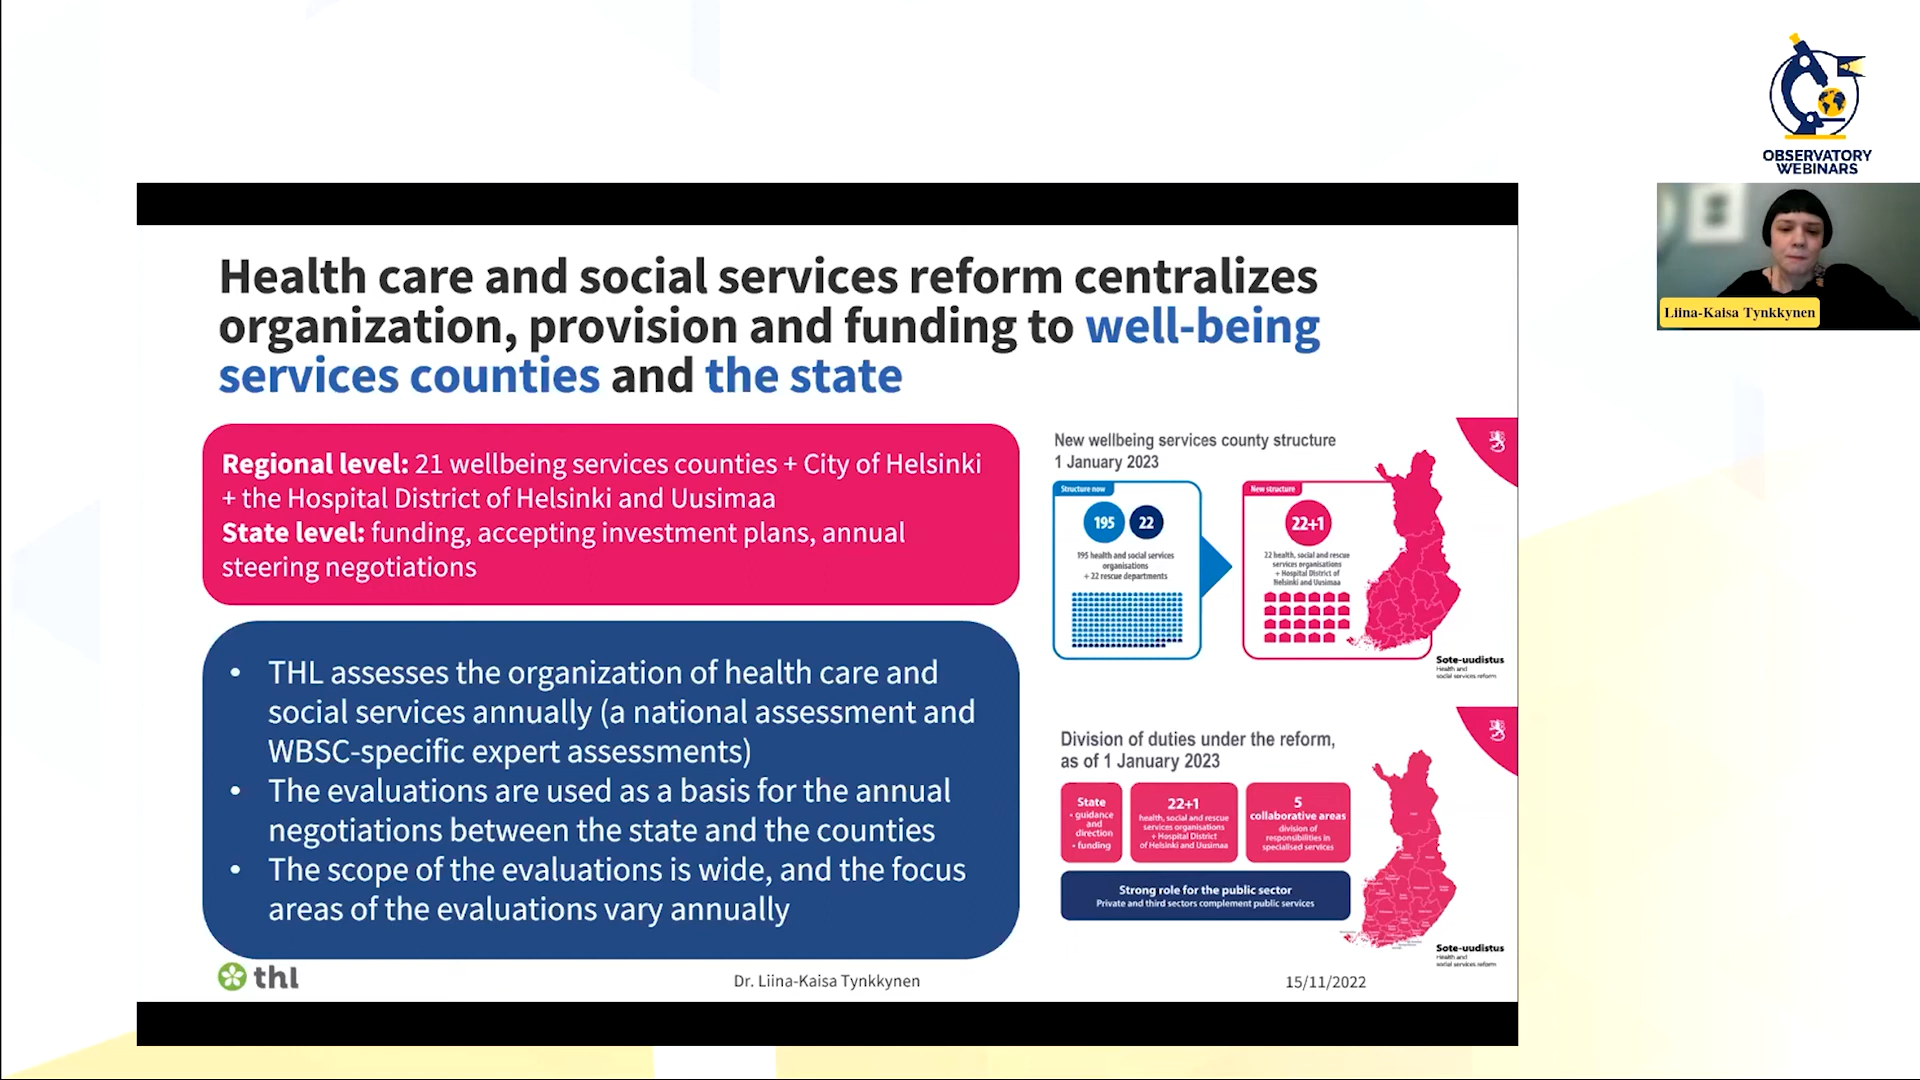 OBSERVATORY
WEBINARS
Liina-Kaisa Tynkkynen
Health care and social services reform centralizes
organization, provision and funding to well-being
services counties and the state
Regional level: 21 wellbeing services counties + City of Helsinki
+ the Hospital District of Helsinki and Uusimaa
State level: funding, accepting investment plans, annual
steering negotiations
• THL assesses the organization of health care and
social services annually (a national assessment and
WBSC-specific expert assessments)
• The evaluations are used as a basis for the annual
negotiations between the state and the counties
• The scope of the evaluations is wide, and the focus
areas of the evaluations vary annually
New wellbeing services county structure
1 January 2023
Structure now
195
22
195 health and social services
organisations
+ 22 rescue departments
New structure
22+1
22 health, social and rescue
services organisations
+ Hospital District of
Helsinki and Uusimaa
Sote-uudistus
Health and
social services reform
Division of duties under the reform,
as of 1 January 2023
State
• guidance
and
direction
• funding
22+1
health, social and rescue
services organisations
+ Hospital District
of Helsinki and Uusimaa
5
collaborative areas
division of
responsibilities in
specialised services
Strong role for the public sector
Private and third sectors complement public services
Sote-uudistus
Health and
social services reform
thl
Dr. Liina-Kaisa Tynkkynen
15/11/2022